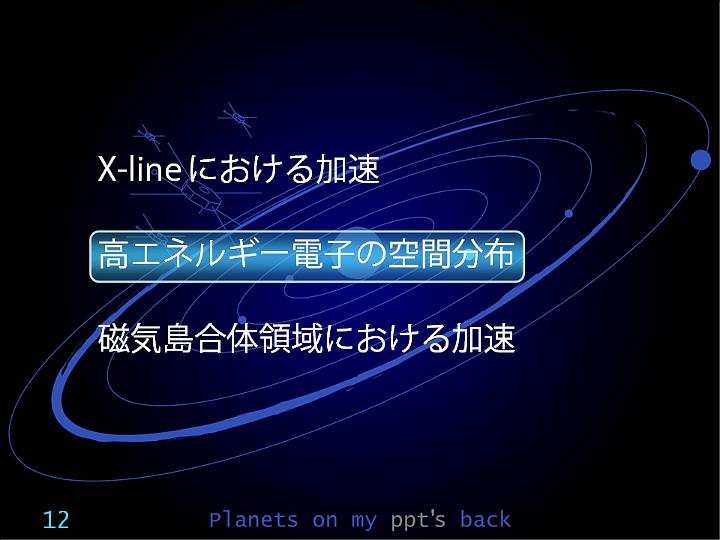 X-lineにおける加速
高エネルギー電子の空間分布
磁気島合体領域における加速
12
Planets on my ppt's back